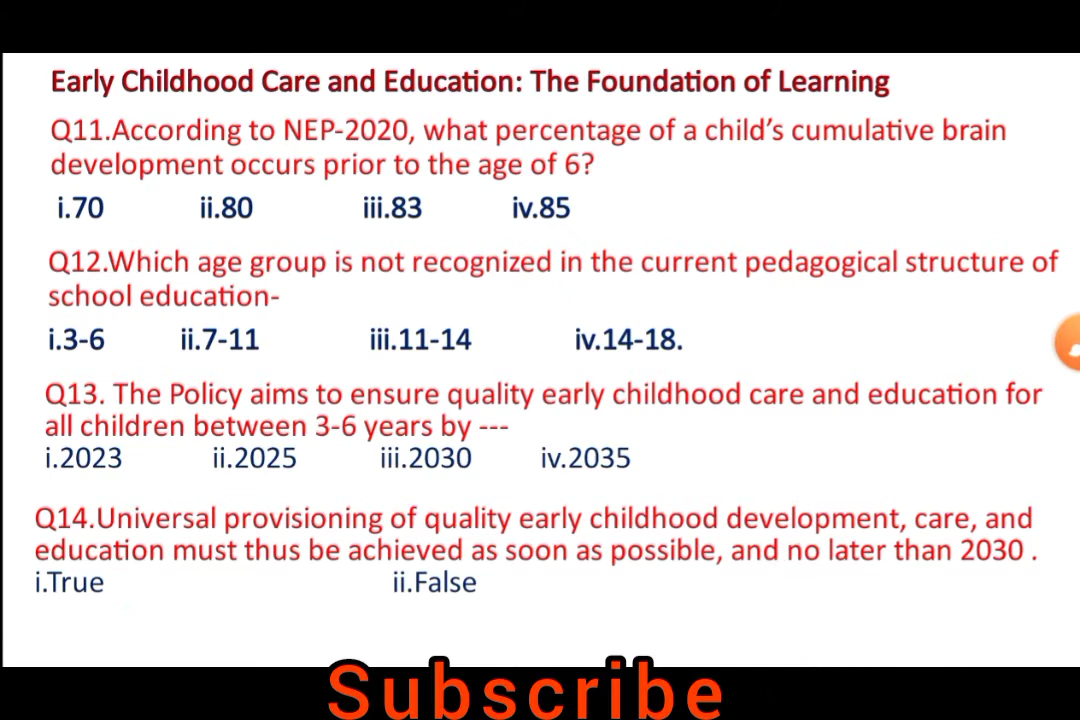 Early Childhood Care and Education: The Foundation of Learning
Q11.According to NEP-2020, what percentage of a child’s cumulative brain
development occurs prior to the age of 6?
i.70 ii.80 iii.83 iv.85
Q12.Which age group is not recognized in the current pedagogical structure of
school education-
i.3-6 ii.7-11 iii.11-14 iv.14-18.
Q13. The Policy aims to ensure quality early childhood care and education for
all children between 3-6 years by ---
i.2023 ii.2025 iii.2030 iv.2035
Q14.Universal provisioning of quality early childhood development, care, and
education must thus be achieved as soon as possible, and no later than 2030 .
i.True ii.False
Subscribe